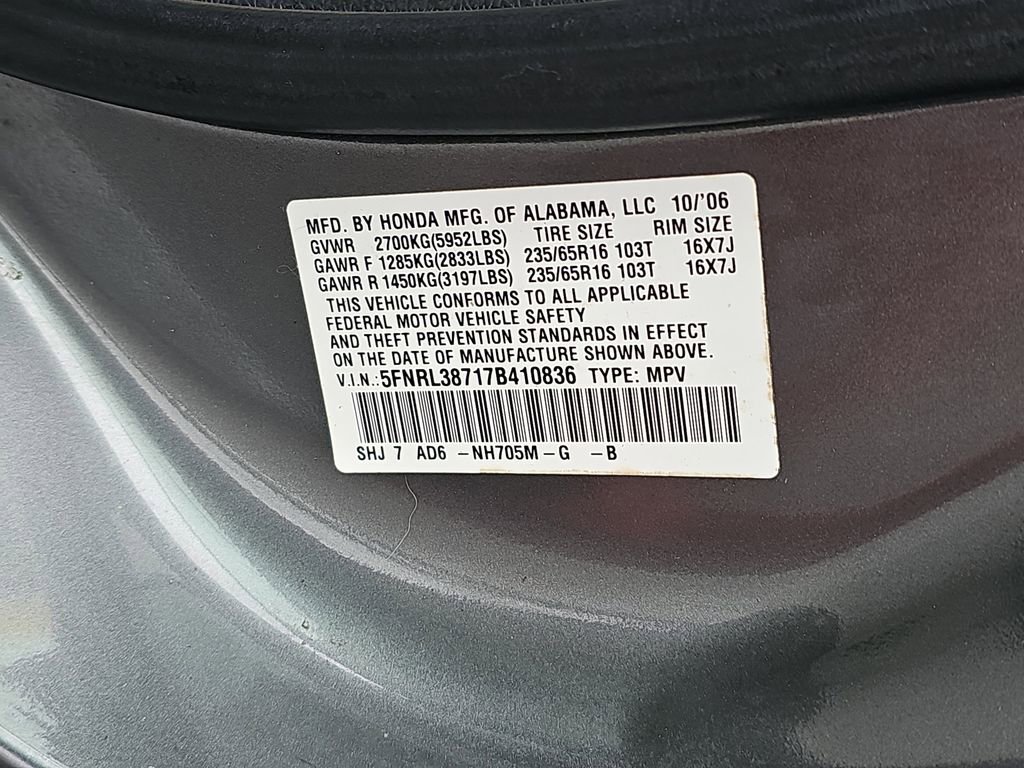 MFD. BY HONDA MFG. OF ALABAMA, LLC 10/'06
GVWR 2700KG(5952LBS) TIRE SIZE RIM SIZE
GAWR F 1285KG(2833LBS) 235/65R16 103T 16X7J
GAWR R 1450KG(3197LBS) 235/65R16 103T 16X7J
THIS VEHICLE CONFORMS TO ALL APPLICABLE
FEDERAL MOTOR VEHICLE SAFETY
AND THEFT PREVENTION STANDARDS IN EFFECT
ON THE DATE OF MANUFACTURE SHOWN ABOVE.
V.I.N.:5FNRL38717B410836 TYPE: MPV
SHJ 7 AD6 -NH705M-G -B